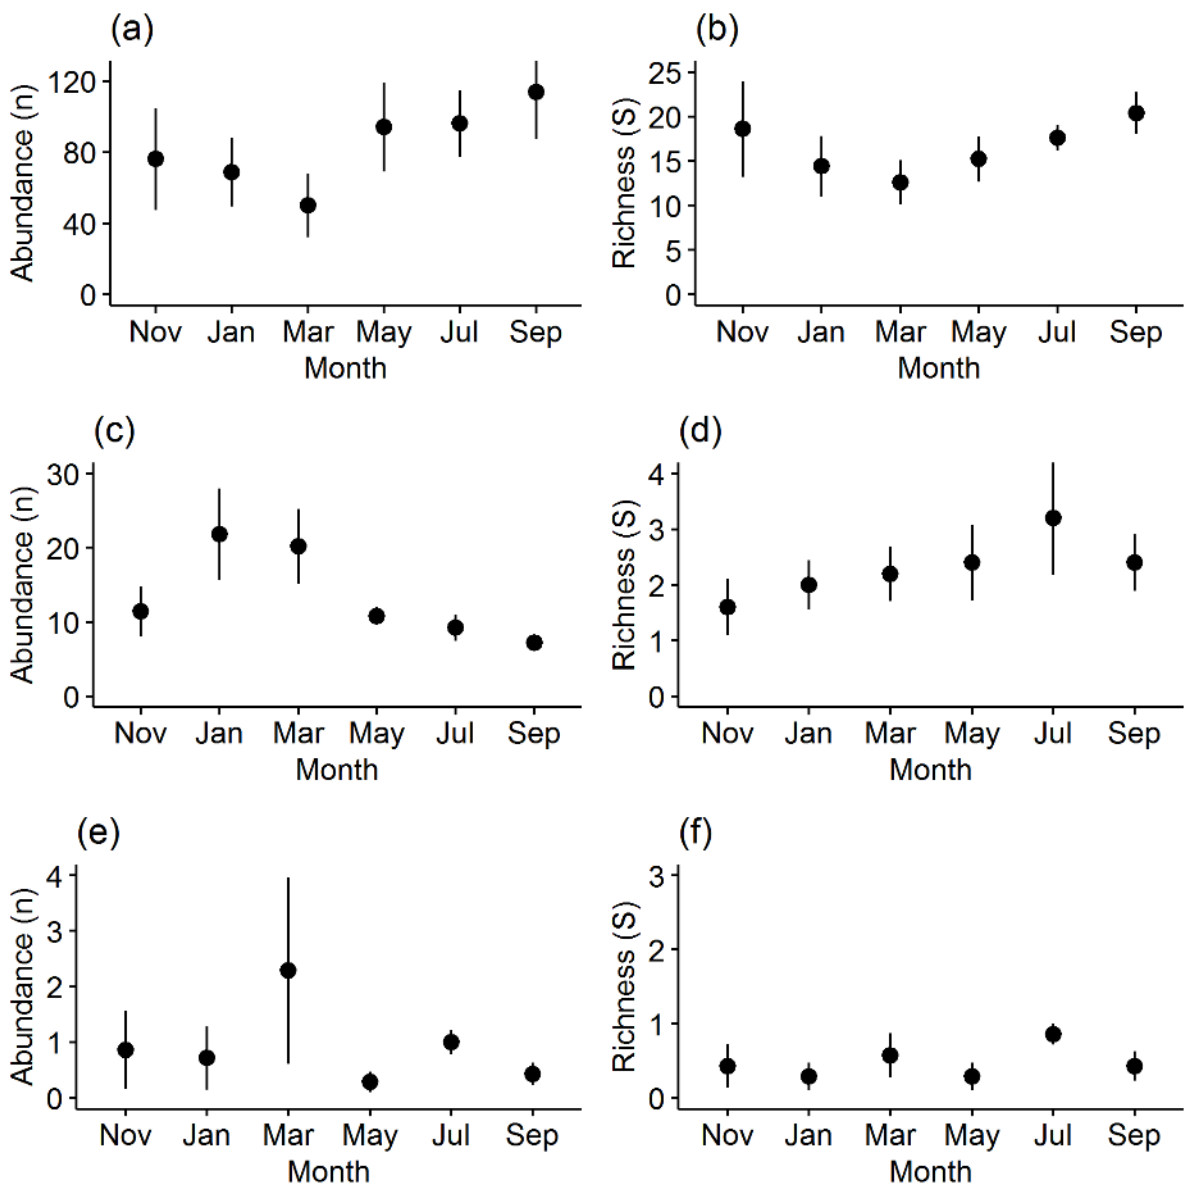 (a)
Abundance (n)
120
80
40
0
Nov Jan Mar May Jul Sep
Month
(b)
Richness (S)
25
20
15
10
5
0
Nov Jan Mar May Jul Sep
Month
(c)
Abundance (n)
30
20
10
0
Nov Jan Mar May Jul Sep
Month
(d)
Richness (S)
4
3
2
1
0
Nov Jan Mar May Jul Sep
Month
(e)
Abundance (n)
4
3
2
1
0
Nov Jan Mar May Jul Sep
Month
(f)
Richness (S)
3
2
1
0
Nov Jan Mar May Jul Sep
Month